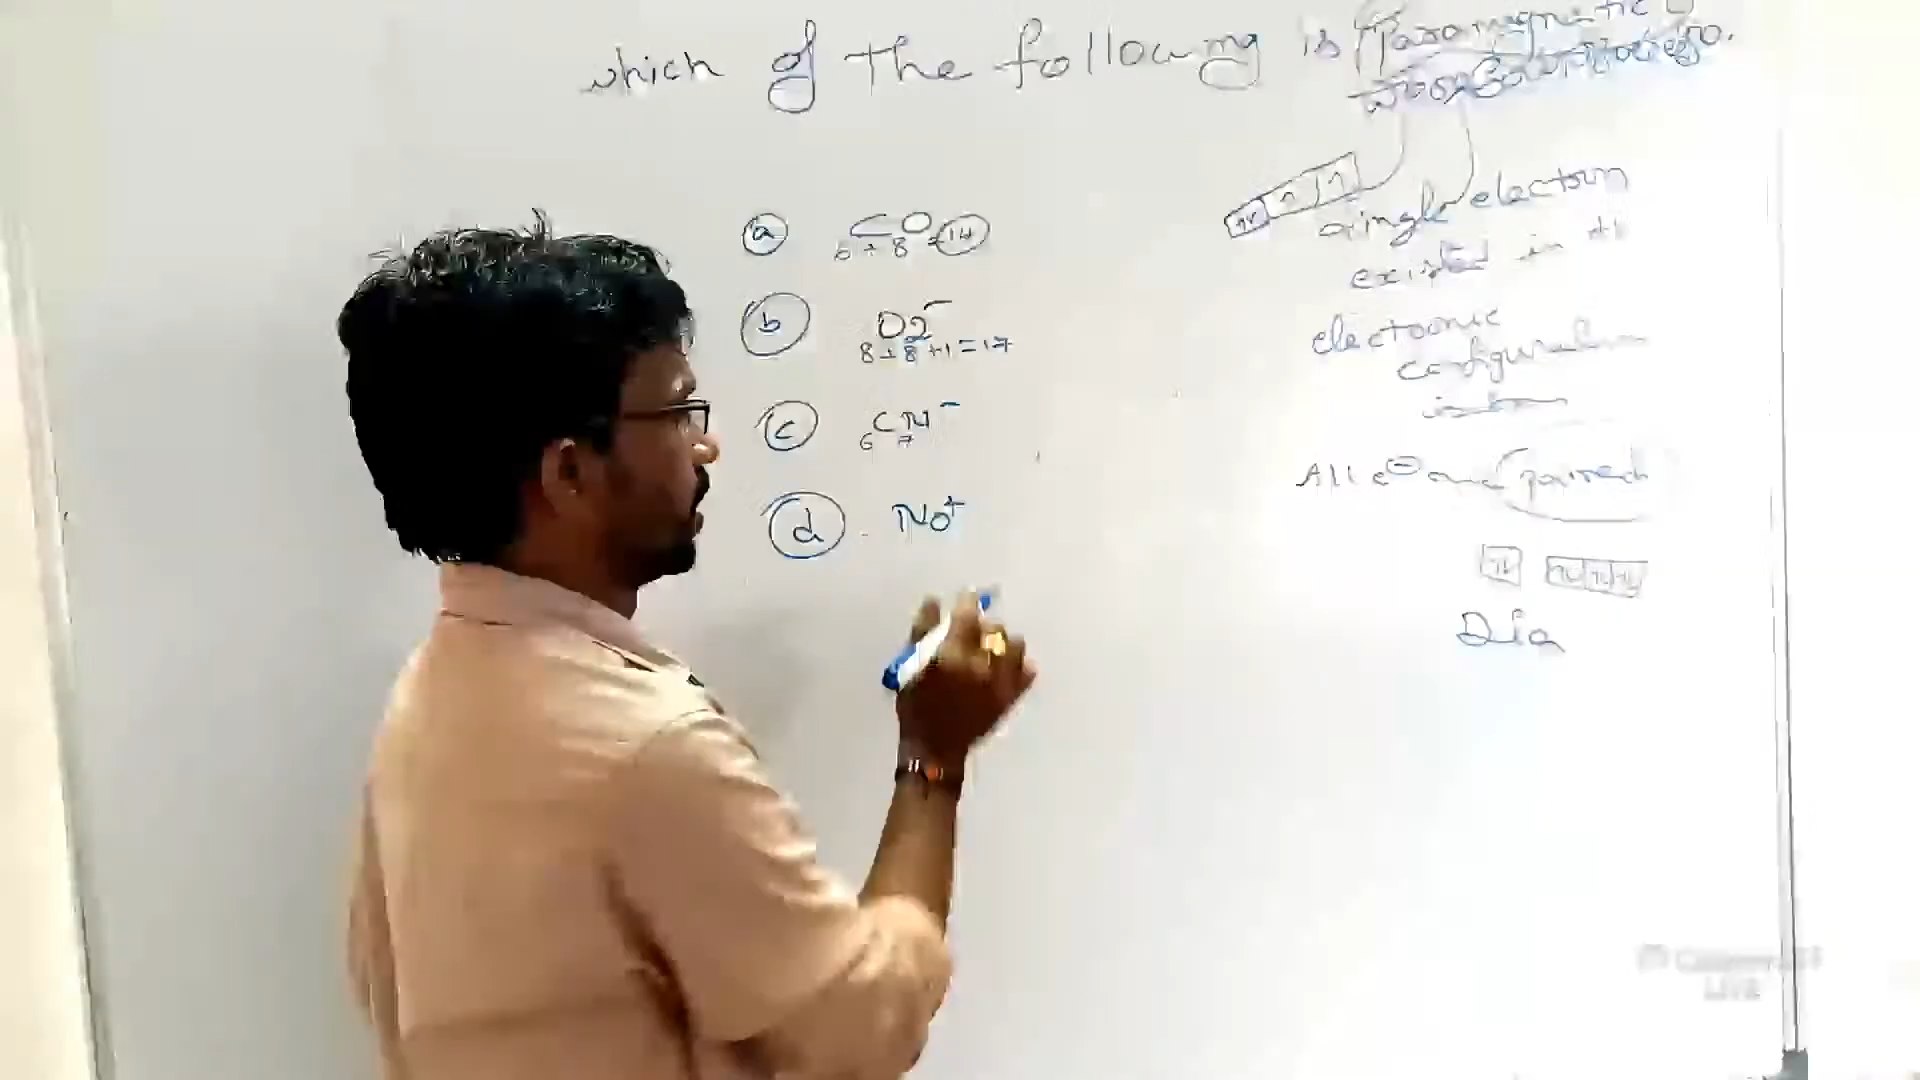 which of the following is Paramagnetic
a CO
6 + 8 = 14
b O2-
8+8+1=17
c CN-
6 7
d NO+
single electron
existed in the
electronic
configuration
All e- are paired
Dia